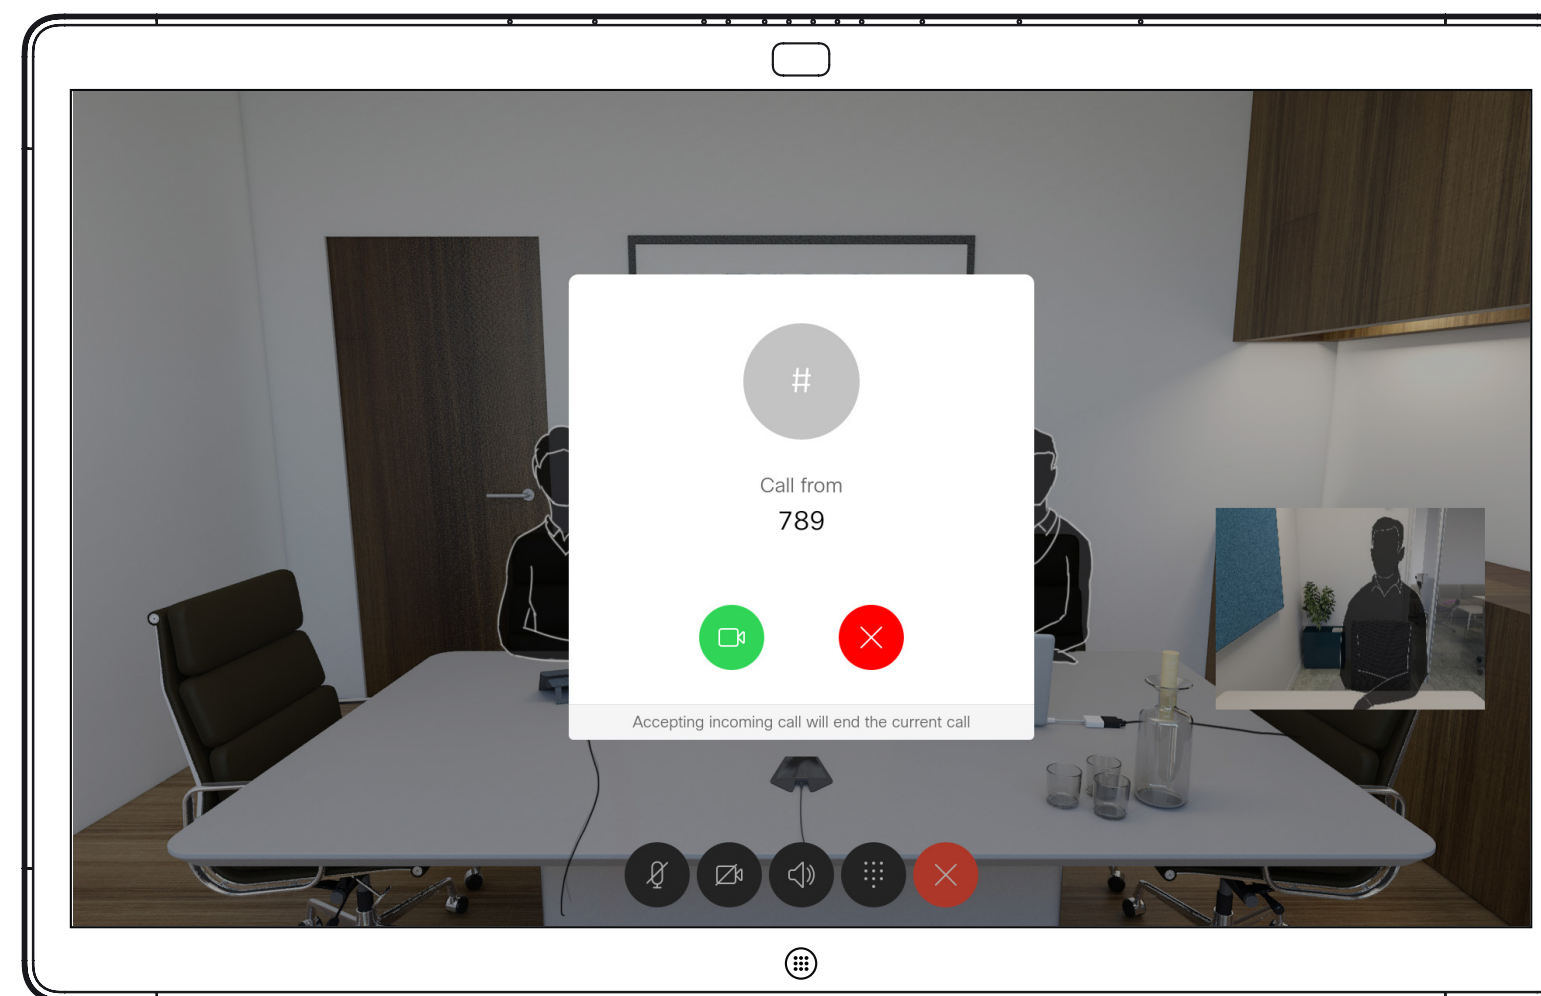 #
Call from
789
Accepting incoming call will end the current call